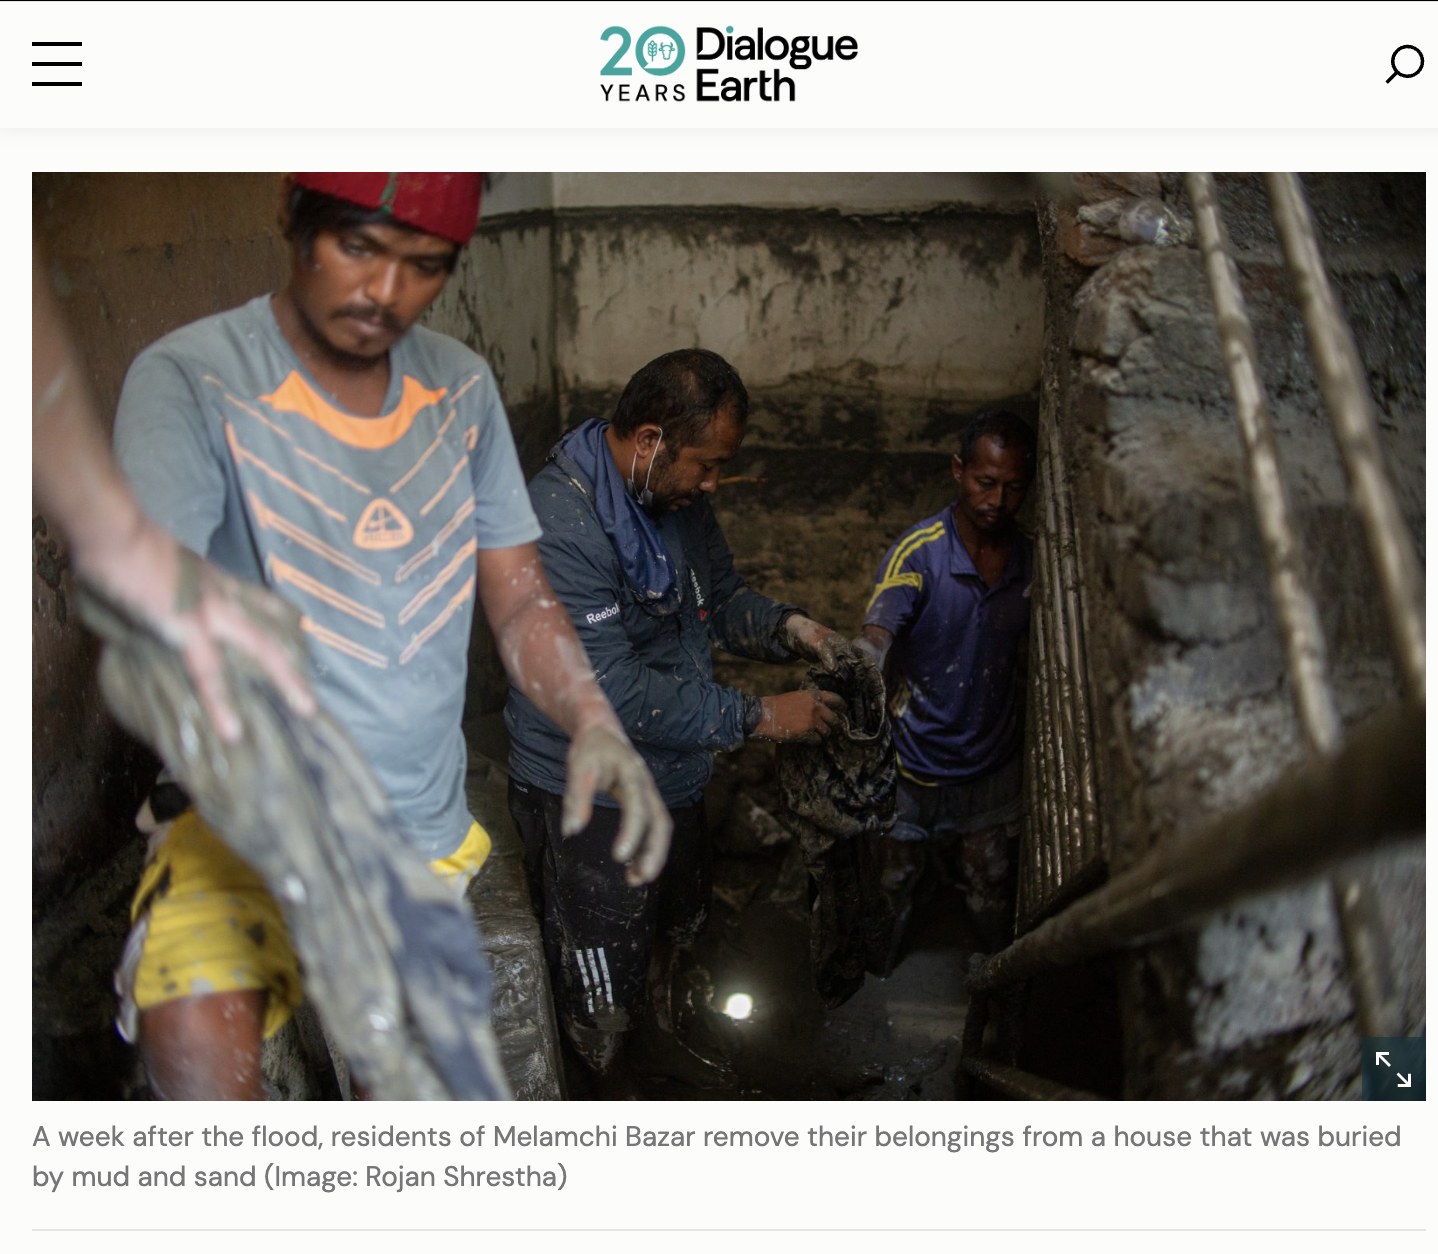 20 YEARS
Dialogue
Earth
Reebok
Reebok
A week after the flood, residents of Melamchi Bazar remove their belongings from a house that was buried
by mud and sand (Image: Rojan Shrestha)